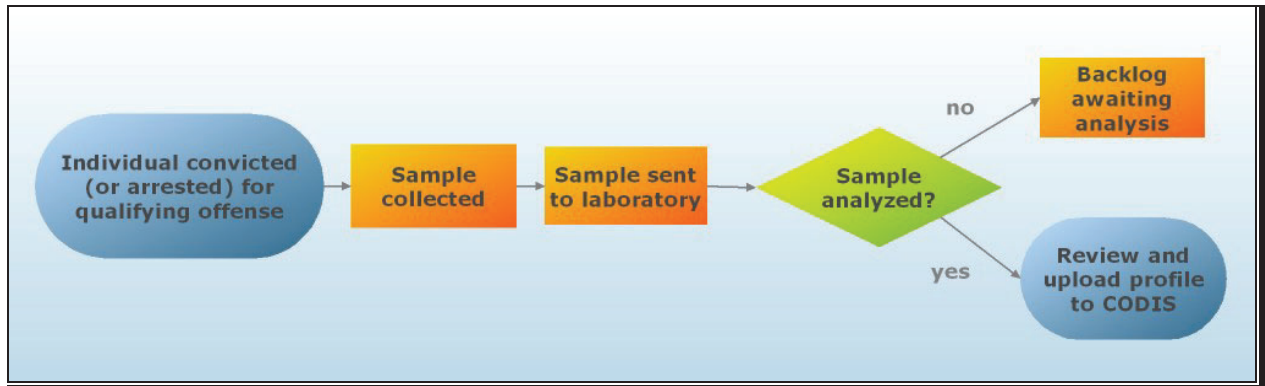 Individual convicted
(or arrested) for
qualifying offense
Sample
collected
Sample sent
to laboratory
Sample
analyzed?
no
Backlog
awaiting
analysis
yes
Review and
upload profile
to CODIS